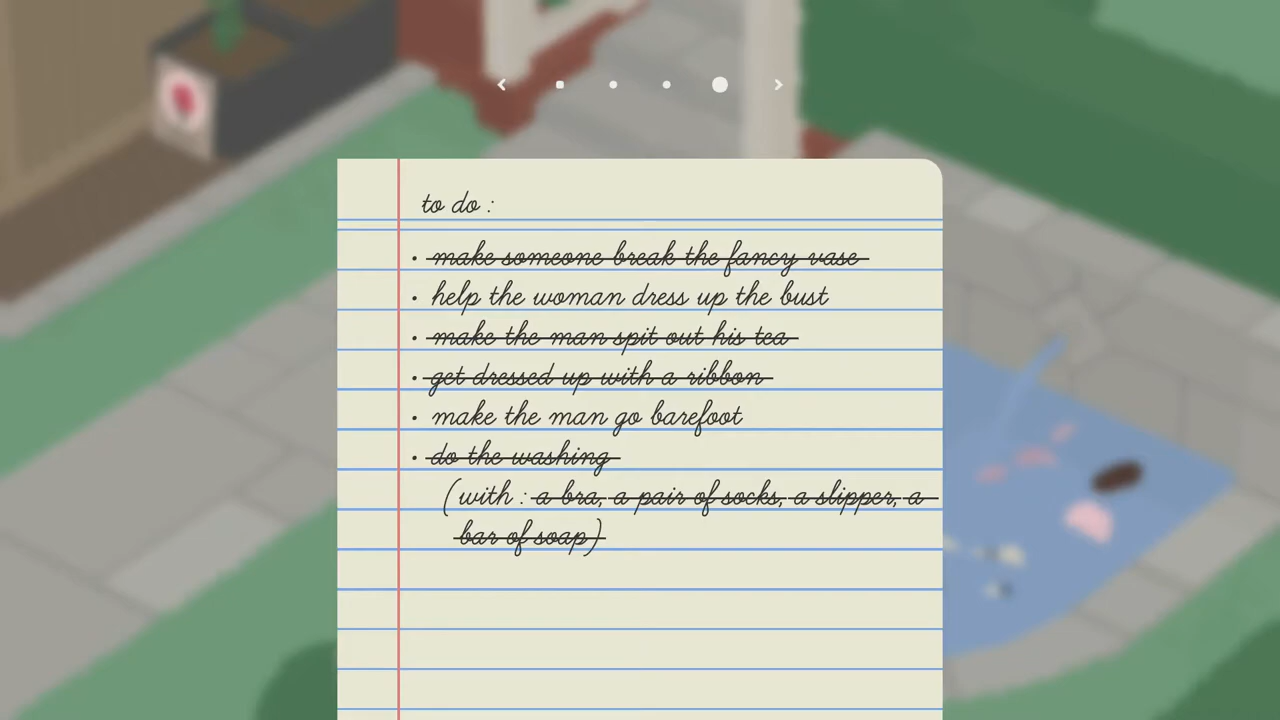 to do :
• make someone break the fancy vase
• help the woman dress up the bust
• make the man spit out his tea
• get dressed up with a ribbon
• make the man go barefoot
• do the washing
(with : a bra, a pair of socks, a slipper, a
bar of soap)